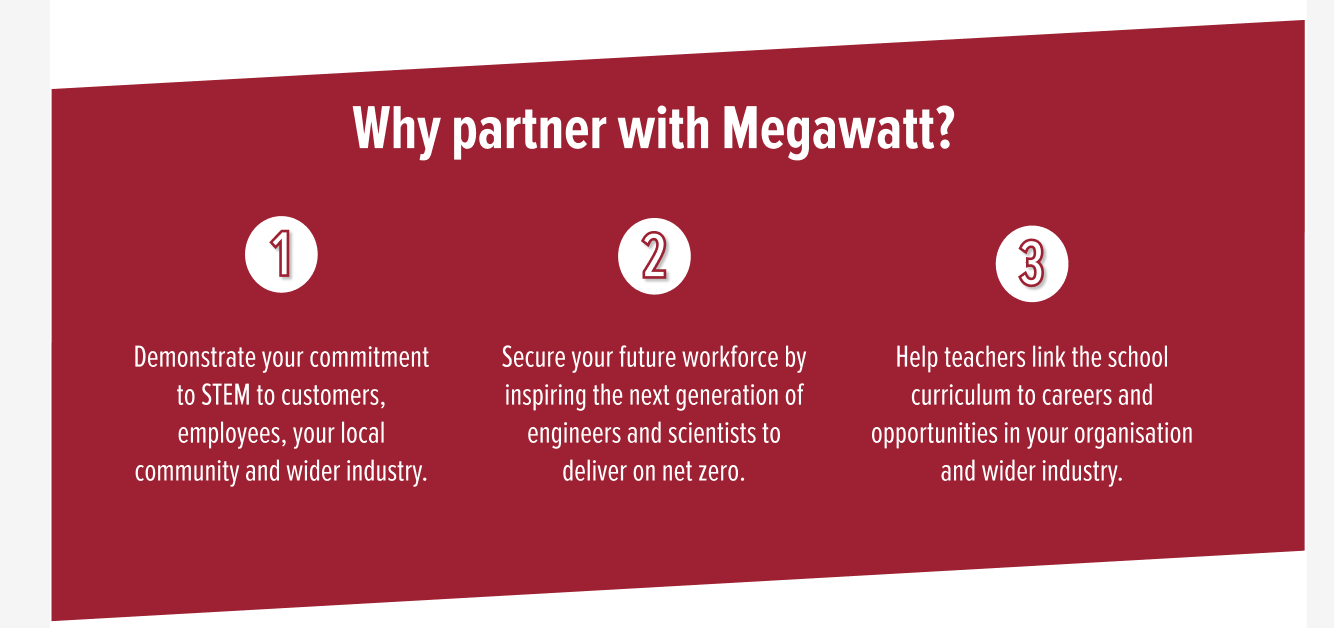 Why partner with Megawatt?
1
Demonstrate your commitment
to STEM to customers,
employees, your local
community and wider industry.
2
Secure your future workforce by
inspiring the next generation of
engineers and scientists to
deliver on net zero.
3
Help teachers link the school
curriculum to careers and
opportunities in your organisation
and wider industry.